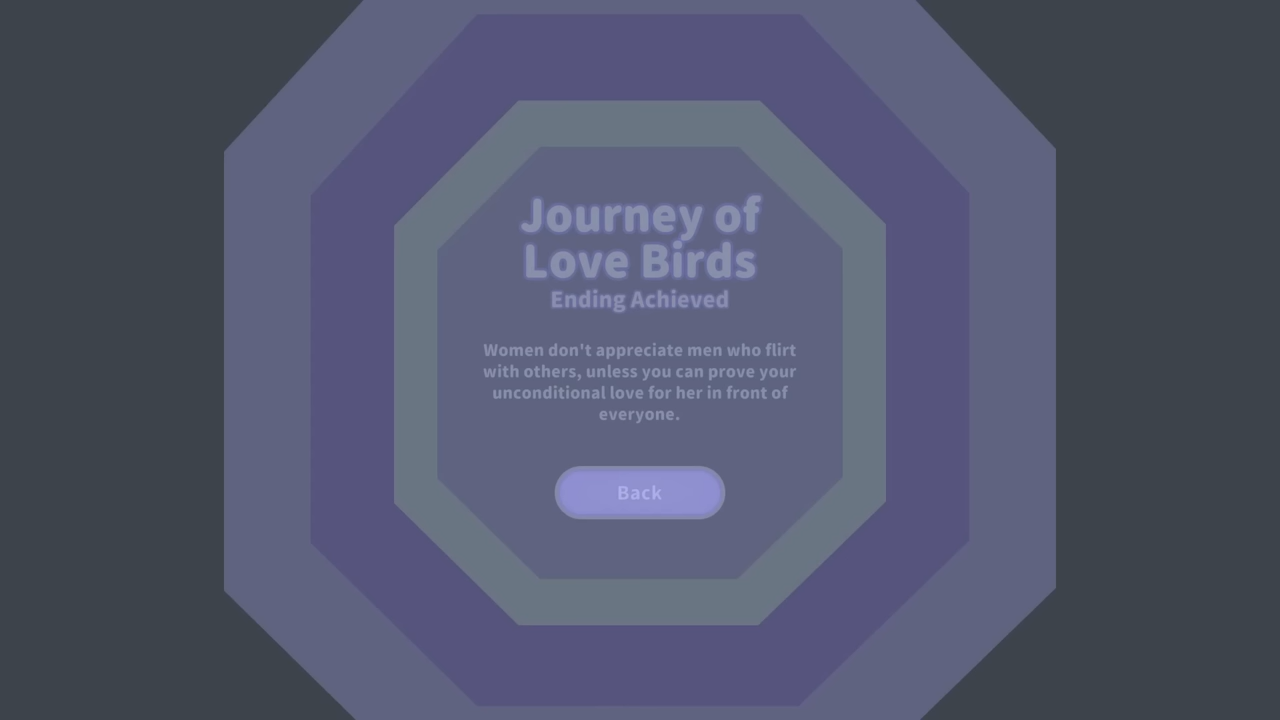 Journey of
Love Birds
Ending Achieved
Women don't appreciate men who flirt
with others, unless you can prove your
unconditional love for her in front of
everyone.
Back